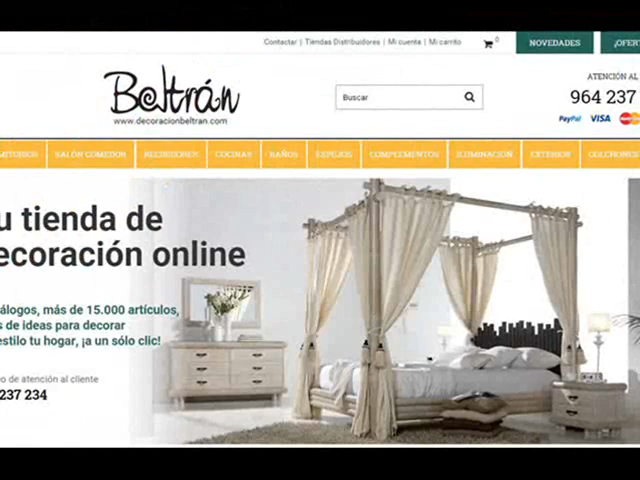 Contactar | Tiendas Distribuidores | Mi cuenta | Mi carrito
0
NOVEDADES
¡OFERT
Beltrán
www.decoracionbeltran.com
Buscar
ATENCIÓN AL
964 237
PayPal VISA
SALÓN COMEDOR
RECIBIDORES
COCINAS
BAÑOS
ESPEJOS
COMPLEMENTOS
ILUMINACIÓN
EXTERIOR
COLCHONES
u tienda de
ecoración online
álogos, más de 15.000 artículos,
s de ideas para decorar
estilo tu hogar, ¡a un sólo clic!
o de atención al cliente
237 234